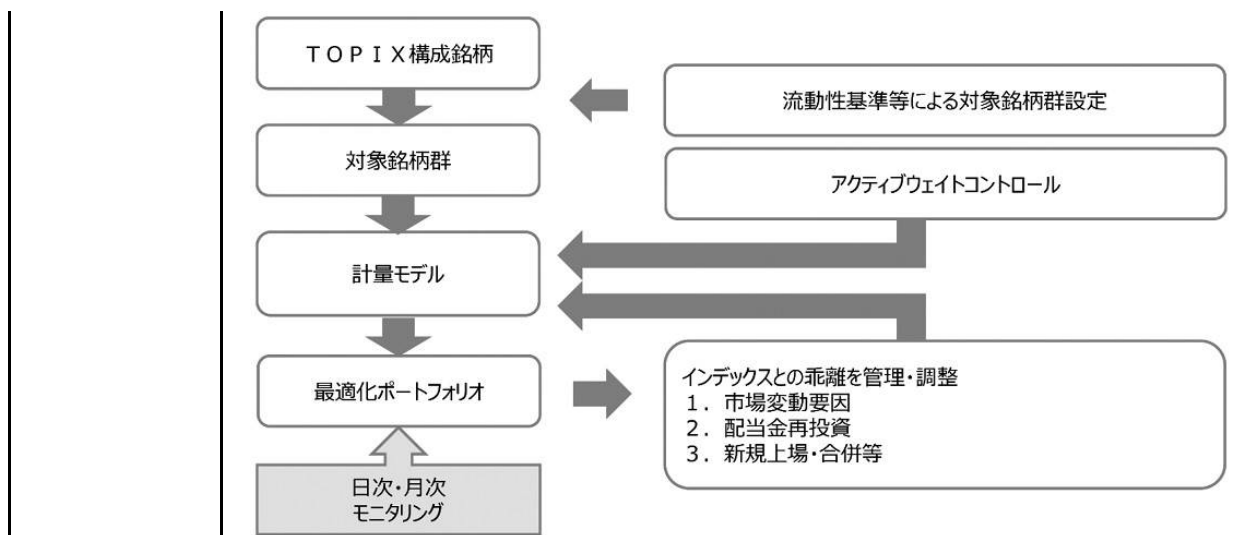 ＴＯＰＩＸ構成銘柄
流動性基準等による対象銘柄群設定
対象銘柄群
アクティブウェイトコントロール
計量モデル
最適化ポートフォリオ
インデックスとの乖離を管理・調整
１．市場変動要因
２．配当金再投資
３．新規上場・合併等
日次・月次
モニタリング